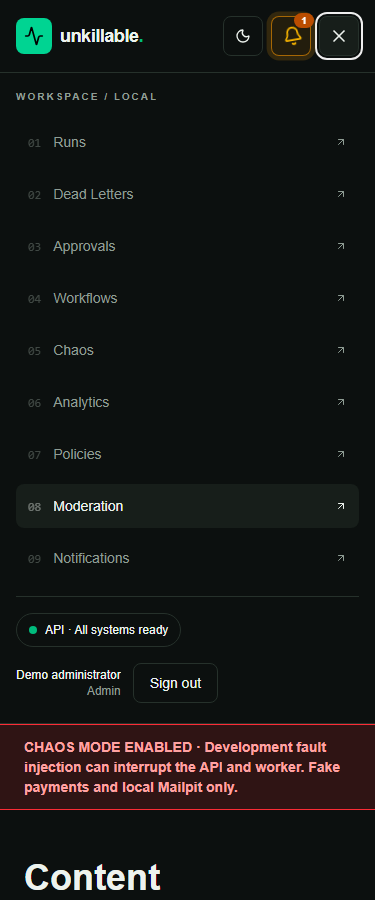 unkillable.
1
WORKSPACE / LOCAL
01 Runs
02 Dead Letters
03 Approvals
04 Workflows
05 Chaos
06 Analytics
07 Policies
08 Moderation
09 Notifications
API · All systems ready
Demo administrator
Admin
Sign out
CHAOS MODE ENABLED · Development fault
injection can interrupt the API and worker. Fake
payments and local Mailpit only.
Content